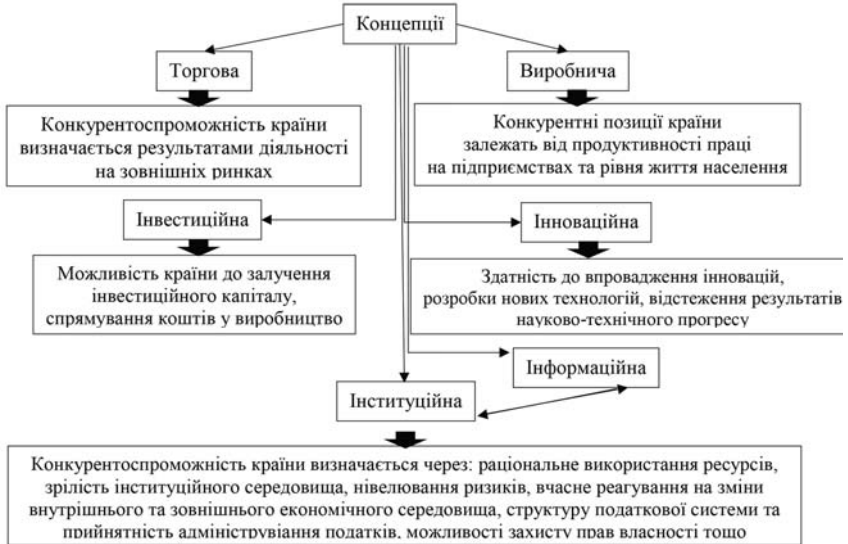 Концепції
Торгова
Виробнича
Конкурентоспроможність країни
визначається результатами діяльності
на зовнішніх ринках
Конкурентні позиції країни
залежать від продуктивності праці
на підприємствах та рівня життя населення
Інвестиційна
Інноваційна
Можливість країни до залучення
інвестиційного капіталу,
спрямування коштів у виробництво
Здатність до впровадження інновацій,
розробки нових технологій, відстеження результатів
науково-технічного прогресу
Інформаційна
Інституційна
Конкурентоспроможність країни визначається через: раціональне використання ресурсів,
зрілість інституційного середовища, нівелювання ризиків, вчасне реагування на зміни
внутрішнього та зовнішнього економічного середовища, структуру податкової системи та
прийнятність адмініструвіання податків, можливості захисту прав власності тощо